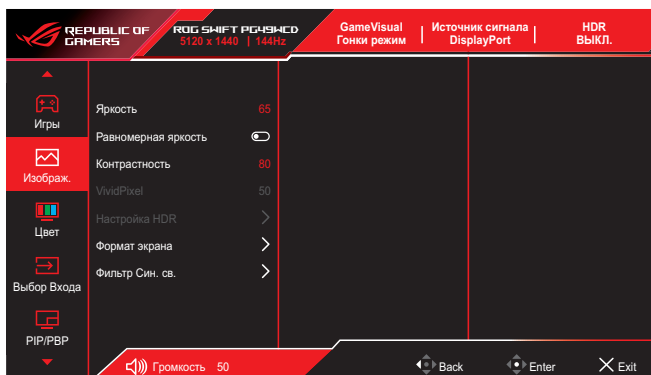 REPUBLIC OF
GAMERS
ROG SWIFT PG49WCD
5120 x 1440 | 144Hz
GameVisual
Гонки режим
Источник сигнала
DisplayPort
HDR
ВЫКЛ.
Игры
Изображ.
Цвет
Выбор Входа
PIP/PBP
Яркость 65
Равномерная яркость
Контрастность 80
VividPixel 50
Настройка HDR
Формат экрана
Фильтр Син. св.
Громкость 50
Back
Enter
Exit